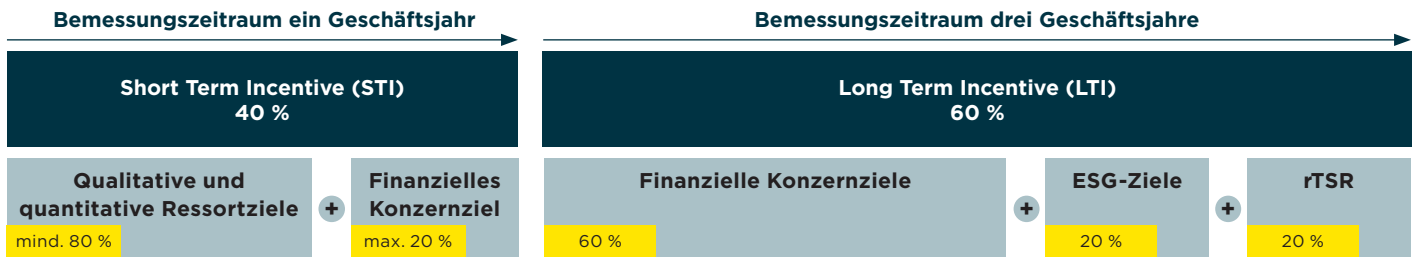 Bemessungszeitraum ein Geschäftsjahr
Bemessungszeitraum drei Geschäftsjahre
Short Term Incentive (STI)
40 %
Long Term Incentive (LTI)
60 %
Qualitative und
quantitative Ressortziele
mind. 80 %
+
Finanzielles
Konzernziel
max. 20 %
Finanzielle Konzernziele
60 %
+
ESG-Ziele
20 %
+
rTSR
20 %